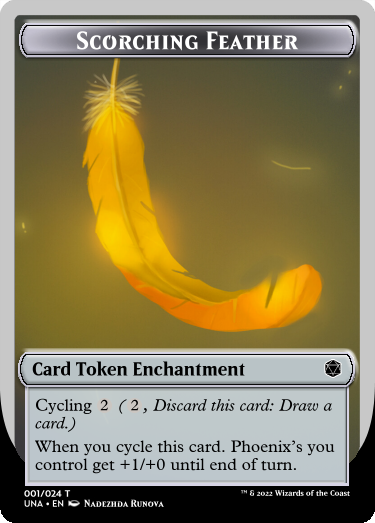 Scorching Feather
Card Token Enchantment
Cycling 2 ( 2 , Discard this card: Draw a
card.)
When you cycle this card. Phoenix's you
control get +1/+0 until end of turn.
001/024 T
UNA • EN Nadezhda Runova
™ & 2022 Wizards of the Coast